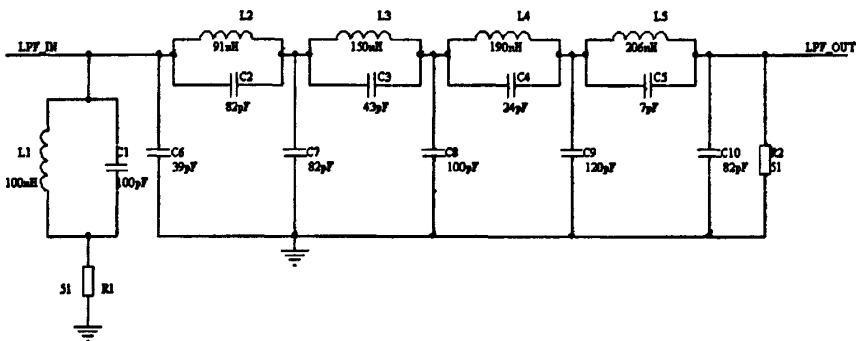 L2
L3
L4
L5
LPF_IN
91nH
150nH
190nH
206nH
LPF_OUT
C2
82pF
C3
43pF
C4
24pF
C5
7pF
L1
100nH
C1
100pF
C6
39pF
C7
82pF
C8
100pF
C9
120pF
C10
82pF
R2
51
51
R1